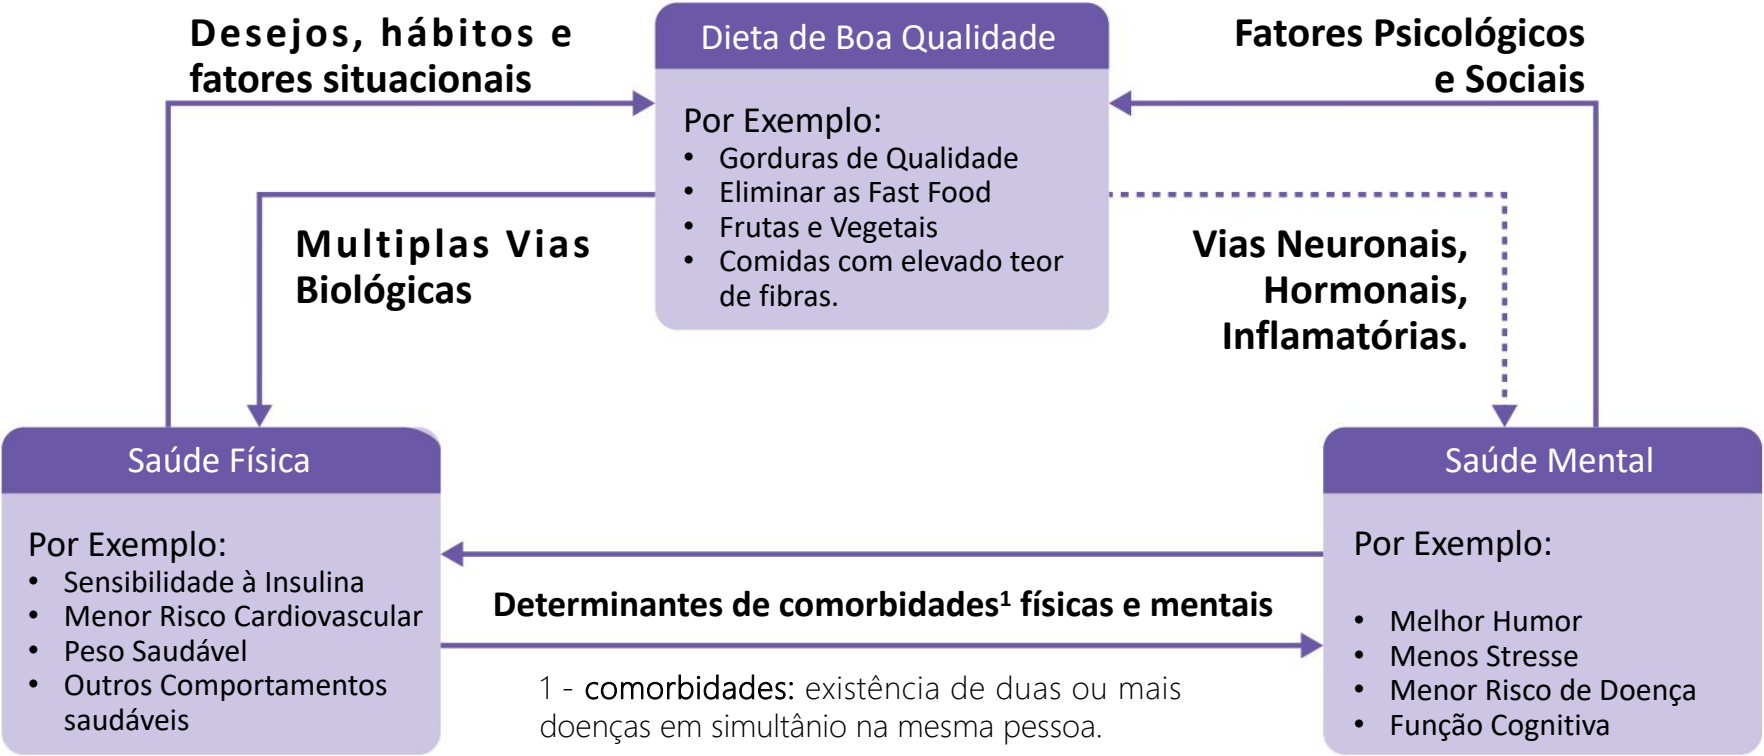 Desejos, hábitos e
fatores situacionais
Dieta de Boa Qualidade
Por Exemplo:
• Gorduras de Qualidade
• Eliminar as Fast Food
• Frutas e Vegetais
• Comidas com elevado teor
de fibras.
Fatores Psicológicos
e Sociais
Multiplas Vias
Biológicas
Vias Neuronais,
Hormonais,
Inflamatórias.
Saúde Física
Por Exemplo:
• Sensibilidade à Insulina
• Menor Risco Cardiovascular
• Peso Saudável
• Outros Comportamentos
saudáveis
Determinantes de comorbidades¹ físicas e mentais
1 - comorbidades: existência de duas ou mais
doenças em simultânio na mesma pessoa.
Saúde Mental
Por Exemplo:
• Melhor Humor
• Menos Stresse
• Menor Risco de Doença
• Função Cognitiva